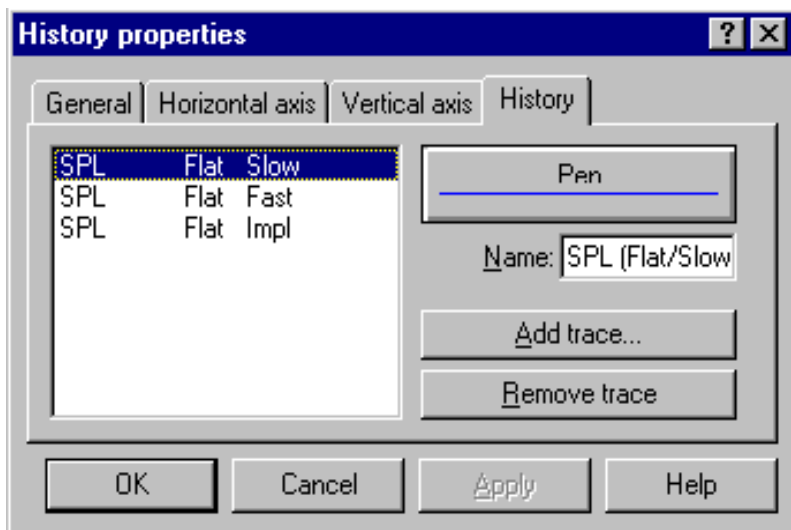 History properties
?
General Horizontal axis Vertical axis History
SPL Flat Slow
SPL Flat Fast
SPL Flat Impl
Pen
Name: SPL (Flat/Slow
Add trace...
Remove trace
OK Cancel Apply Help